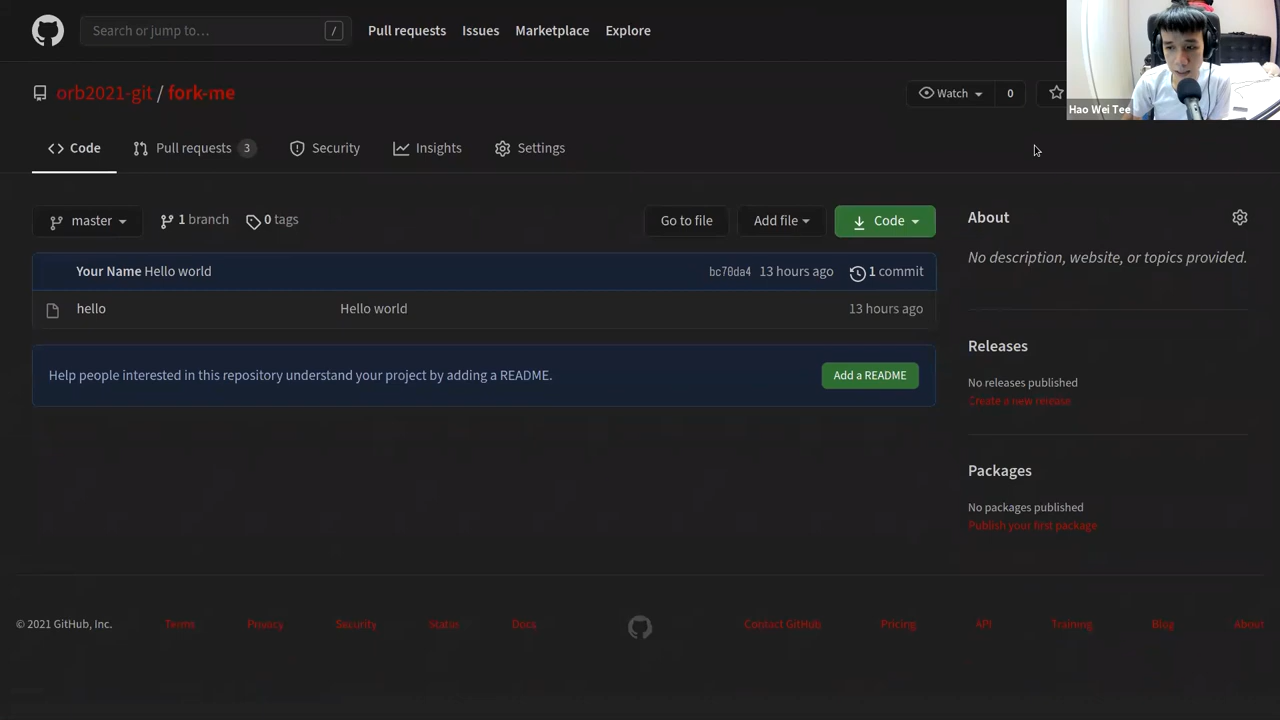 Search or jump to… /
Pull requests Issues Marketplace Explore
Hao Wei Tee
orb2021-git / fork-me
Watch 0
Code Pull requests 3 Security Insights Settings
master 1 branch 0 tags Go to file Add file Code
Your Name Hello world bc70da4 13 hours ago 1 commit
hello Hello world 13 hours ago
Help people interested in this repository understand your project by adding a README. Add a README
About
No description, website, or topics provided.
Releases
No releases published
Create a new release
Packages
No packages published
Publish your first package
© 2021 GitHub, Inc. Terms Privacy Security Status Docs Contact GitHub Pricing API Training Blog About